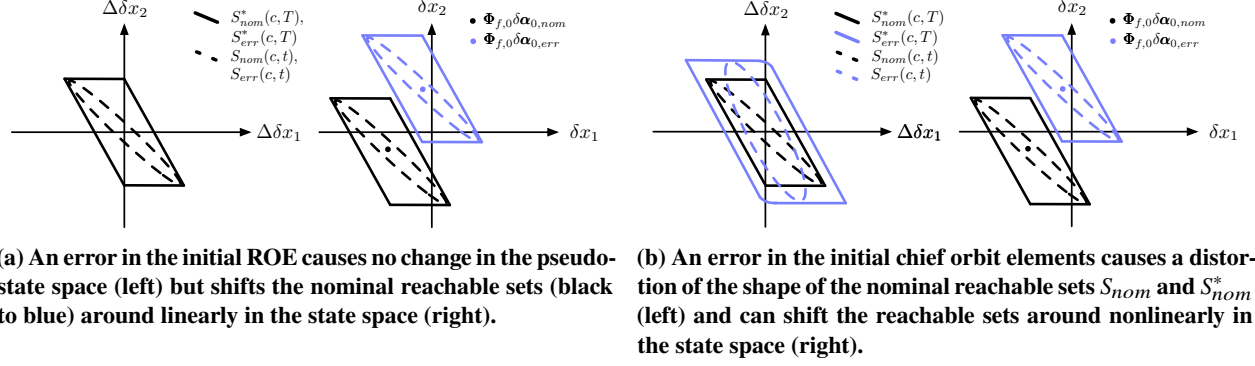 Δδx₂
S*nom(c,T),
S*err(c,T)
Snom(c,t),
Serr(c,t)
Δδx₁
δx₂
Φf,0δα0,nom
Φf,0δα0,err
δx₁
Δδx₂
S*nom(c,T)
S*err(c,T)
Snom(c,t)
Serr(c,t)
Δδx₁
δx₂
Φf,0δα0,nom
Φf,0δα0,err
δx₁
(a) An error in the initial ROE causes no change in the pseudo-
state space (left) but shifts the nominal reachable sets (black
to blue) around linearly in the state space (right).
(b) An error in the initial chief orbit elements causes a distor-
tion of the shape of the nominal reachable sets Snom and S*nom
(left) and can shift the reachable sets around nonlinearly in
the state space (right).